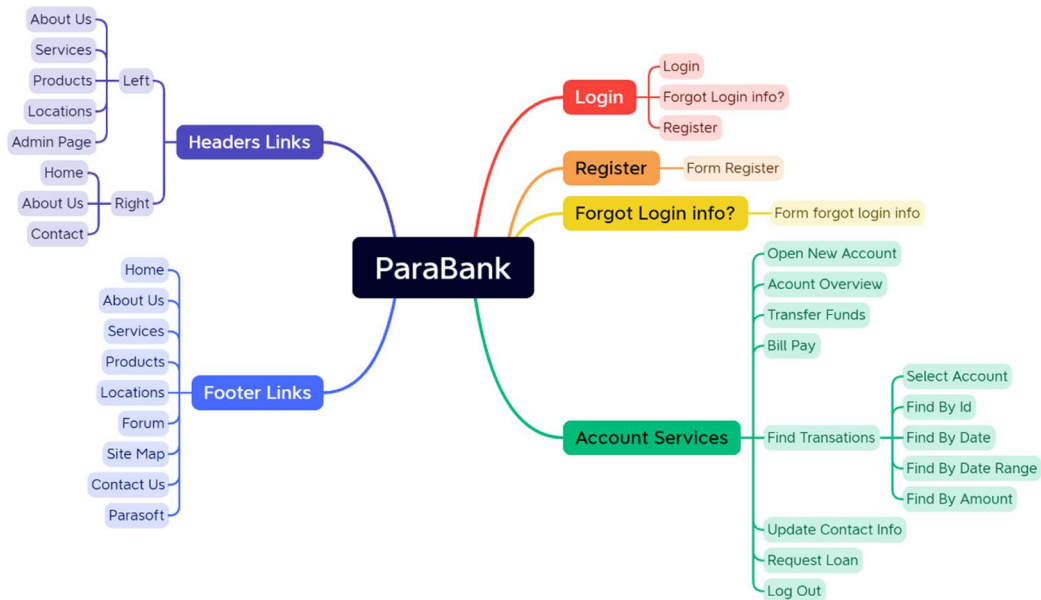 ParaBank
Headers Links
Left
About Us
Services
Products
Locations
Admin Page
Right
Home
About Us
Contact
Footer Links
Home
About Us
Services
Products
Locations
Forum
Site Map
Contact Us
Parasoft
Login
Login
Forgot Login info?
Register
Register
Form Register
Forgot Login info?
Form forgot login info
Account Services
Open New Account
Acount Overview
Transfer Funds
Bill Pay
Find Transations
Select Account
Find By Id
Find By Date
Find By Date Range
Find By Amount
Update Contact Info
Request Loan
Log Out